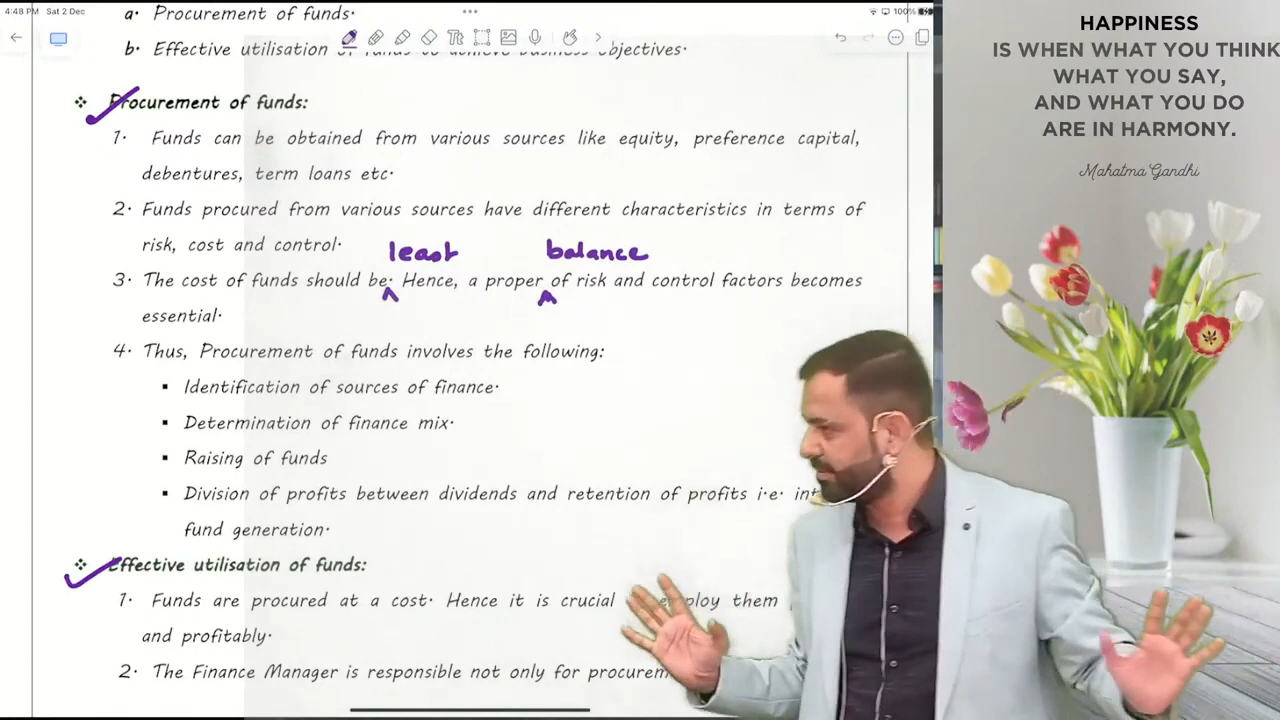 4:48 PM Sat 2 Dec
100%
a. Procurement of funds.
b. Effective utilisation of funds to achieve business objectives.
Procurement of funds:
1. Funds can be obtained from various sources like equity, preference capital,
debentures, term loans etc.
2. Funds procured from various sources have different characteristics in terms of
risk, cost and control.
least balance
3. The cost of funds should be. Hence, a proper of risk and control factors becomes
essential.
4. Thus, Procurement of funds involves the following:
Identification of sources of finance.
Determination of finance mix.
Raising of funds
Division of profits between dividends and retention of profits i.e. int
fund generation.
Effective utilisation of funds:
1. Funds are procured at a cost. Hence it is crucial employ them
and profitably.
2. The Finance Manager is responsible not only for procurem
HAPPINESS
IS WHEN WHAT YOU THINK
WHAT YOU SAY,
AND WHAT YOU DO
ARE IN HARMONY.
Mahatma Gandhi